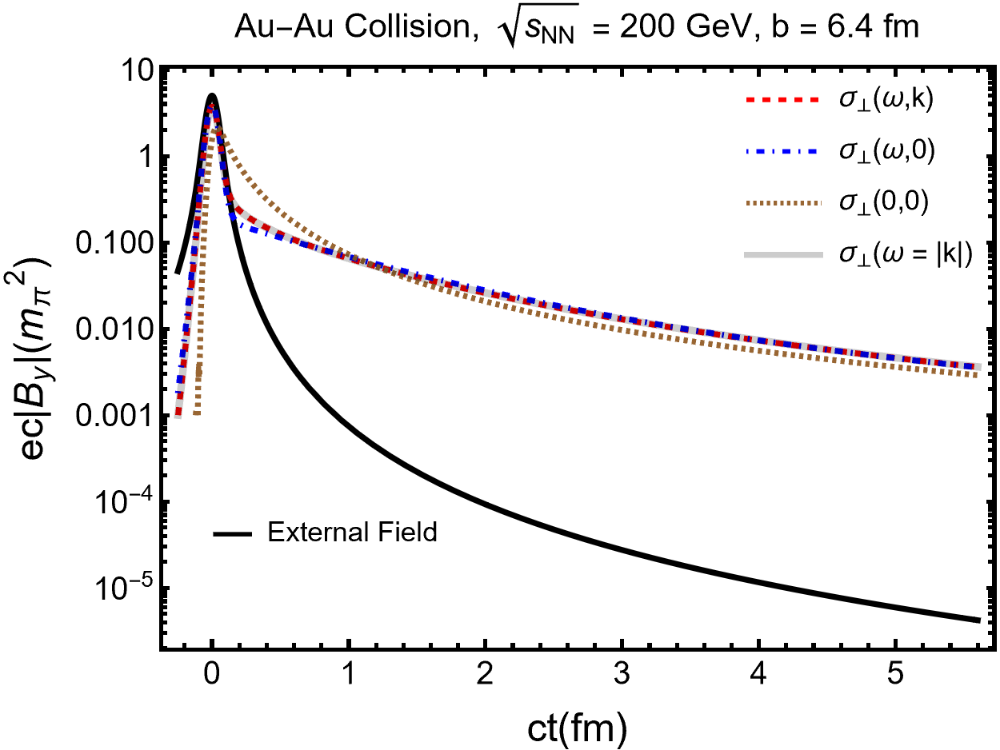 Au−Au Collision, √sNN = 200 GeV, b = 6.4 fm
10
1
0.100
0.010
0.001
10⁻⁴
10⁻⁵
ec|By|(mπ²)
σ⊥(ω,k)
σ⊥(ω,0)
σ⊥(0,0)
σ⊥(ω = |k|)
External Field
0 1 2 3 4 5
ct(fm)